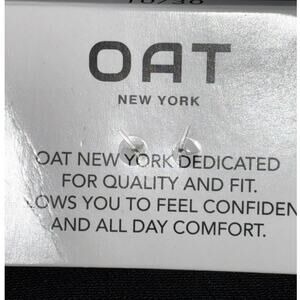 OAT
NEW YORK
OAT NEW YORK DEDICATED
FOR QUALITY AND FIT.
OWS YOU TO FEEL CONFIDEN
AND ALL DAY COMFORT.